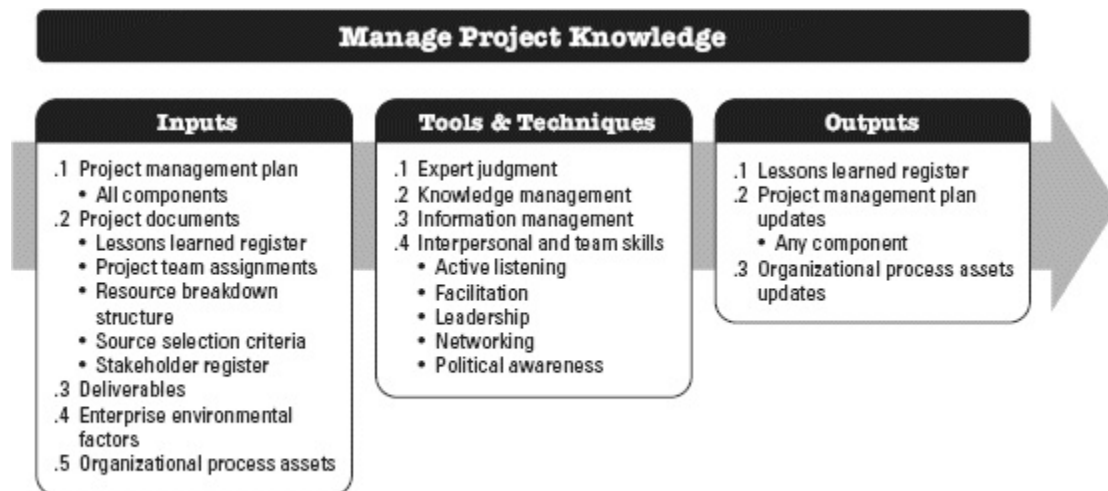 Manage Project Knowledge
Inputs
.1 Project management plan
• All components
.2 Project documents
• Lessons learned register
• Project team assignments
• Resource breakdown
structure
• Source selection criteria
• Stakeholder register
.3 Deliverables
.4 Enterprise environmental
factors
.5 Organizational process assets
Tools & Techniques
.1 Expert judgment
.2 Knowledge management
.3 Information management
.4 Interpersonal and team skills
• Active listening
• Facilitation
• Leadership
• Networking
• Political awareness
Outputs
.1 Lessons learned register
.2 Project management plan
updates
• Any component
.3 Organizational process assets
updates